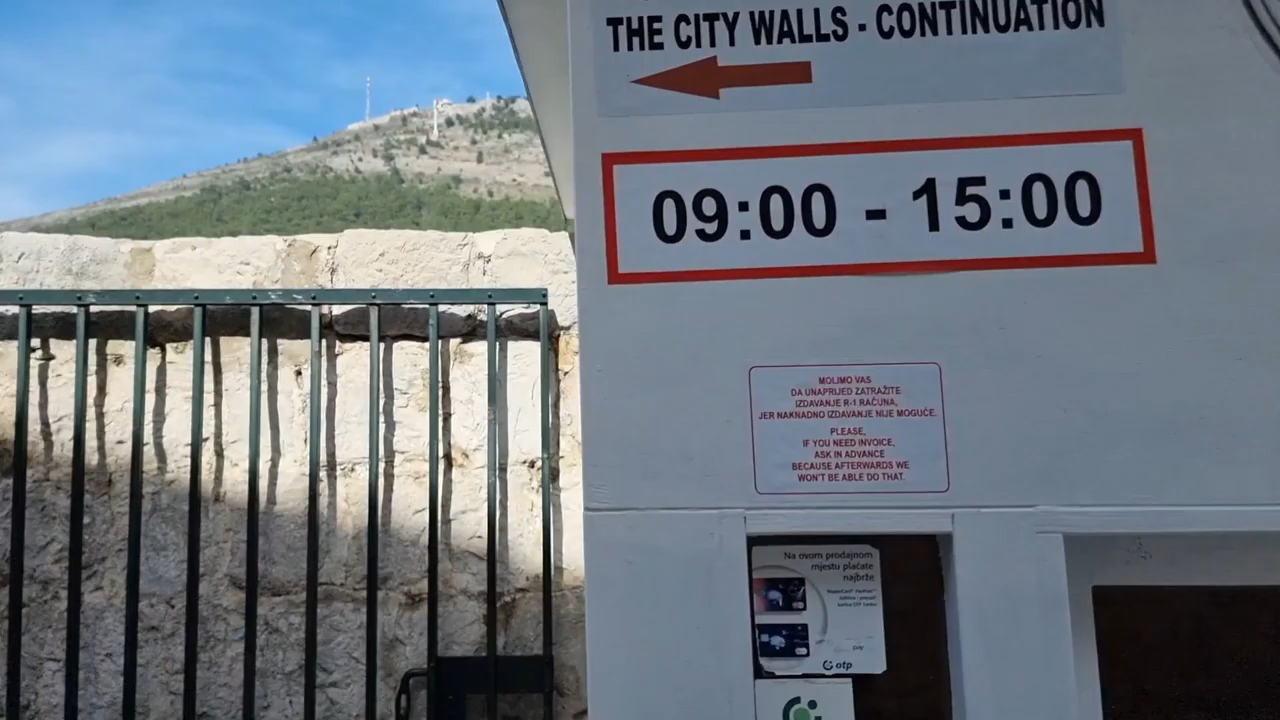 THE CITY WALLS - CONTINUATION
09:00 - 15:00
MOLIMO VAS
DA UNAPRIJED ZATRAŽITE
IZDAVANJE R-1 RAČUNA,
JER NAKNADNO IZDAVANJE NIJE MOGUĆE.
PLEASE,
IF YOU NEED INVOICE,
ASK IN ADVANCE
BECAUSE AFTERWARDS WE
WON'T BE ABLE DO THAT.
Na ovom prodajnom
mjestu plaćate
najbrže
pay
otp